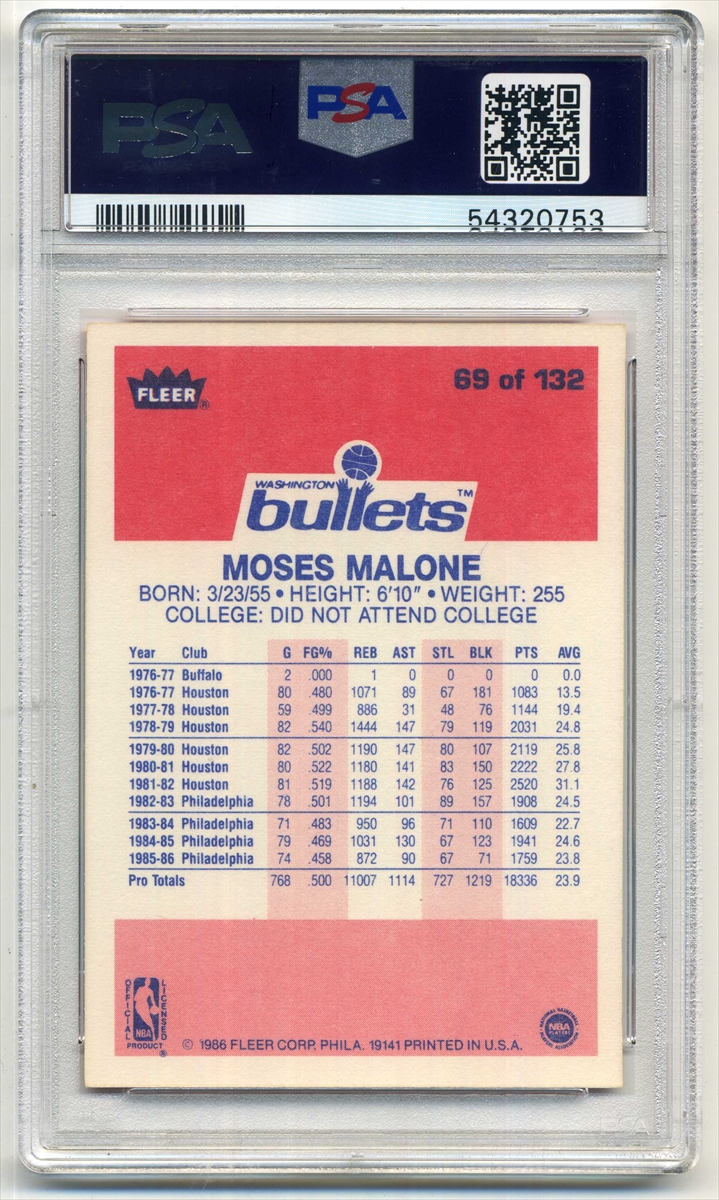 PSA PSA
54320753
FLEER® 69 of 132
WASHINGTON
bullets™
MOSES MALONE
BORN: 3/23/55 • HEIGHT: 6'10" • WEIGHT: 255
COLLEGE: DID NOT ATTEND COLLEGE
Year Club G FG% REB AST STL BLK PTS AVG
1976-77 Buffalo 2 .000 1 0 0 0 0 0.0
1976-77 Houston 80 .480 1071 89 67 181 1083 13.5
1977-78 Houston 59 .499 886 31 48 76 1144 19.4
1978-79 Houston 82 .540 1444 147 79 119 2031 24.8
1979-80 Houston 82 .502 1190 147 80 107 2119 25.8
1980-81 Houston 80 .522 1180 141 83 150 2222 27.8
1981-82 Houston 81 .519 1188 142 76 125 2520 31.1
1982-83 Philadelphia 78 .501 1194 101 89 157 1908 24.5
1983-84 Philadelphia 71 .483 950 96 71 110 1609 22.7
1984-85 Philadelphia 79 .469 1031 130 67 123 1941 24.6
1985-86 Philadelphia 74 .458 872 90 67 71 1759 23.8
Pro Totals 768 .500 11007 1114 727 1219 18336 23.9
OFFICIAL LICENSED
NBA
PRODUCT®
© 1986 FLEER CORP. PHILA. 19141 PRINTED IN U.S.A.
NATIONAL BASKETBALL
NBA
PLAYERS
PLAYERS ASSOCIATION
PSA